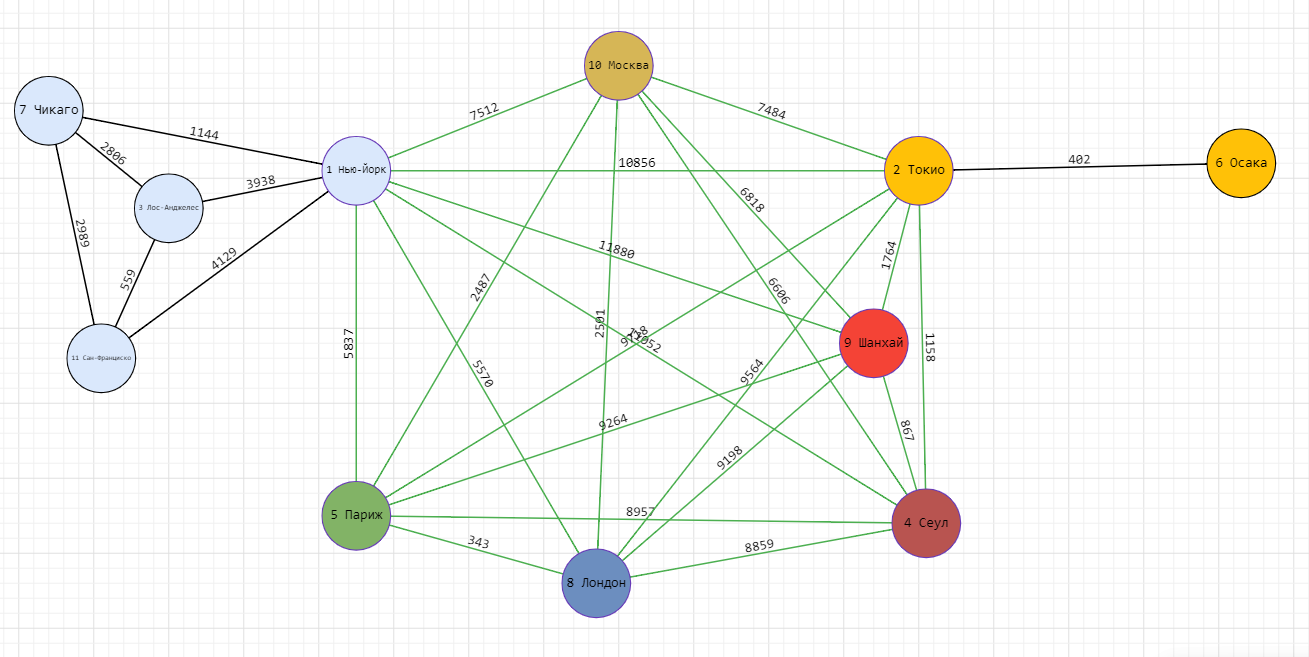 10 Москва
7 Чикаго
7512
7484
1144
2806
10856
402
6 Осака
1 Нью-йорк
2 Токио
3938
3 Лос-Анджелес
6818
2989
4129
11880
1764
559
2487
6606
2501
5837
9 Шанхай
1158
11 Сан-Франциско
5570
9564
9264
867
9198
8957
5 Париж
4 Сеул
343
8859
8 Лондон